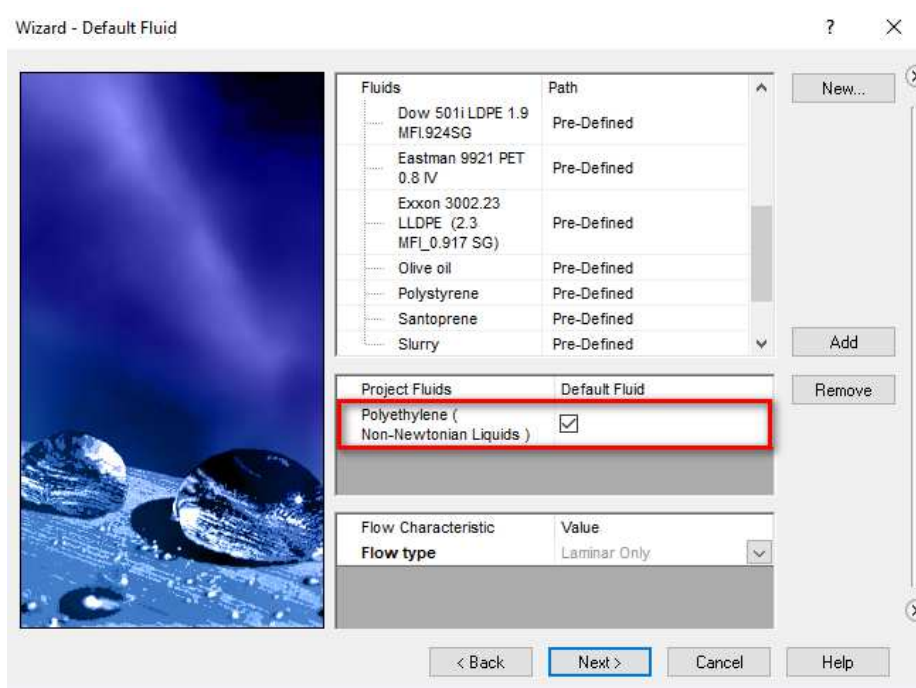 Wizard - Default Fluid
?
Fluids Path
Dow 501i LDPE 1.9
MFI.924SG
Pre-Defined
Eastman 9921 PET
0.8 IV
Pre-Defined
Exxon 3002.23
LLDPE (2.3
MFI_0.917 SG)
Pre-Defined
Olive oil Pre-Defined
Polystyrene Pre-Defined
Santoprene Pre-Defined
Slurry Pre-Defined
New...
Add
Remove
Project Fluids Default Fluid
Polyethylene (
Non-Newtonian Liquids )
Flow Characteristic Value
Flow type Laminar Only
< Back Next > Cancel Help